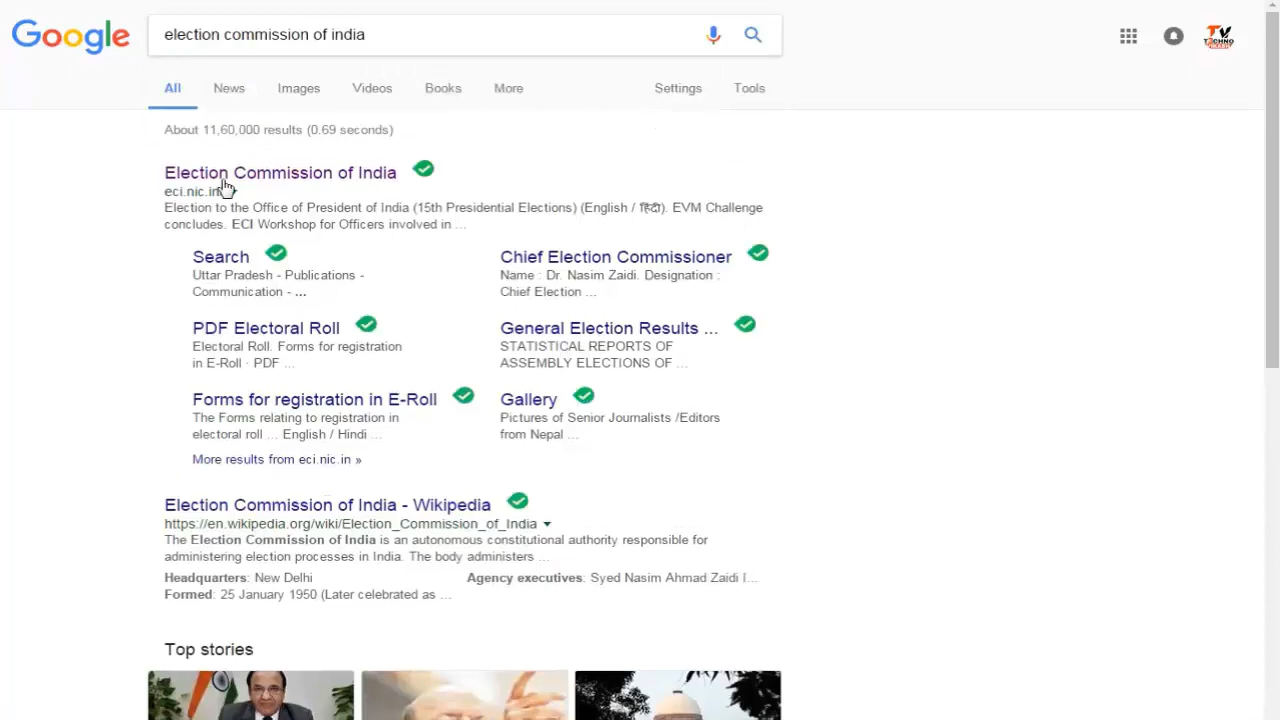 Google
election commission of india
TV
TECHNO
All News Images Videos Books More Settings Tools
About 11,60,000 results (0.69 seconds)
Election Commission of India
eci.nic.in
Election to the Office of President of India (15th Presidential Elections) (English / हिंदी). EVM Challenge
concludes. ECI Workshop for Officers involved in ...
Search
Uttar Pradesh - Publications -
Communication - ...
Chief Election Commissioner
Name : Dr. Nasim Zaidi. Designation :
Chief Election ...
PDF Electoral Roll
Electoral Roll. Forms for registration
in E-Roll · PDF ...
General Election Results ...
STATISTICAL REPORTS OF
ASSEMBLY ELECTIONS OF ...
Forms for registration in E-Roll
The Forms relating to registration in
electoral roll ... English / Hindi ...
Gallery
Pictures of Senior Journalists /Editors
from Nepal ...
More results from eci.nic.in »
Election Commission of India - Wikipedia
https://en.wikipedia.org/wiki/Election_Commission_of_India
The Election Commission of India is an autonomous constitutional authority responsible for
administering election processes in India. The body administers ...
Headquarters: New Delhi
Agency executives: Syed Nasim Ahmad Zaidi I...
Formed: 25 January 1950 (Later celebrated as ...
Top stories